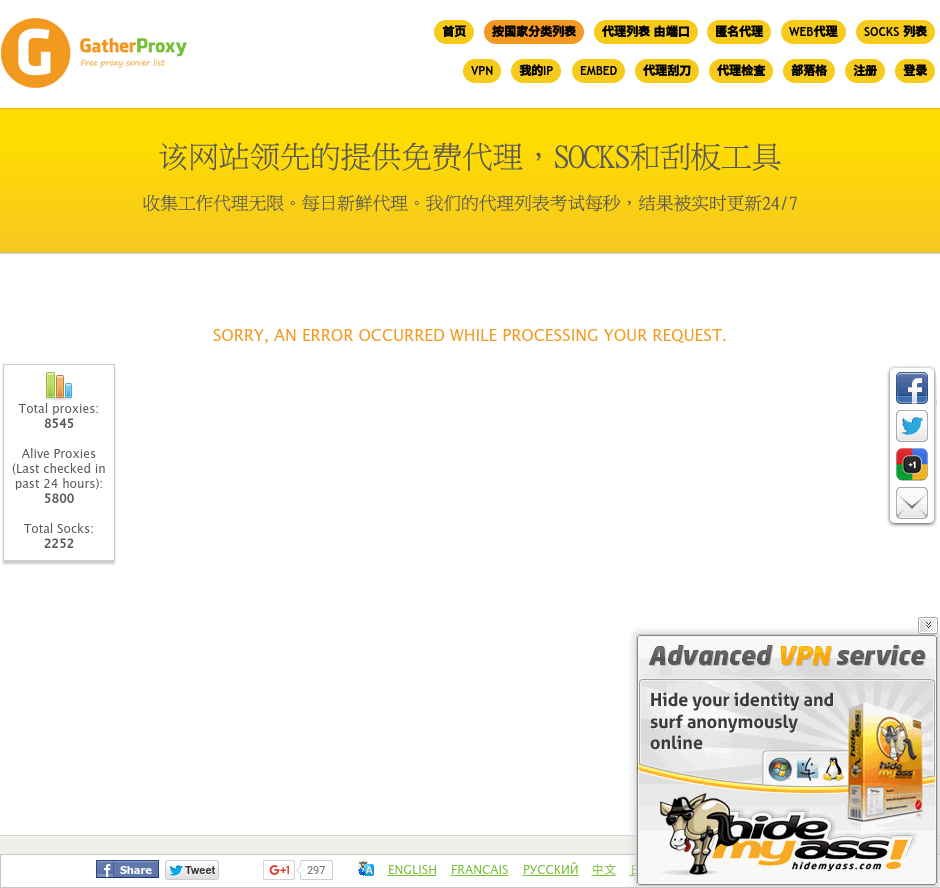 GatherProxy
Free proxy server list
首页 按国家分类列表 代理列表 由端口 匿名代理 WEB代理 SOCKS 列表
VPN 我的IP EMBED 代理刮刀 代理检查 部落格 注册 登录
该网站领先的提供免费代理，SOCKS和刮板工具
收集工作代理无限。每日新鲜代理。我们的代理列表考试每秒，结果被实时更新24/7
SORRY, AN ERROR OCCURRED WHILE PROCESSING YOUR REQUEST.
Total proxies:
8545
Alive Proxies
(Last checked in
past 24 hours):
5800
Total Socks:
2252
+1
Advanced VPN service
Hide your identity and
surf anonymously
online
hide
my ass!
hide
my ass!
hidemyass.com
Share Tweet G+1 297 ENGLISH FRANCAIS РУССКИЙ 中文